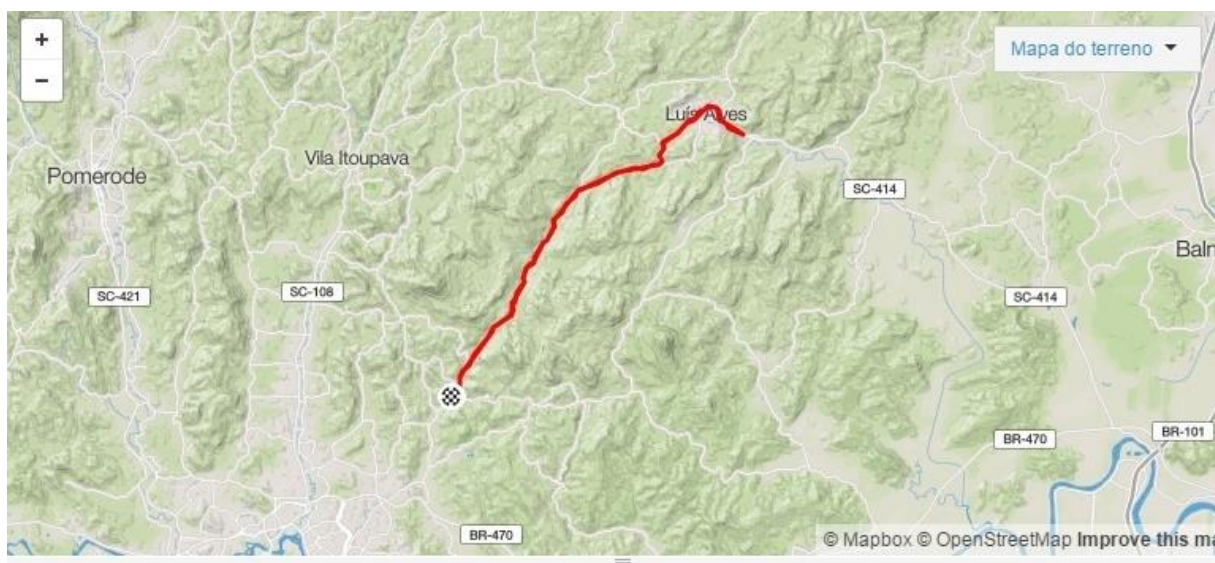 +
−
Mapa do terreno
Luís Alves
Vila Itoupava
Pomerode
SC-414
Baln
SC-421
SC-108
SC-414
BR-470
BR-101
BR-470
© Mapbox © OpenStreetMap Improve this ma